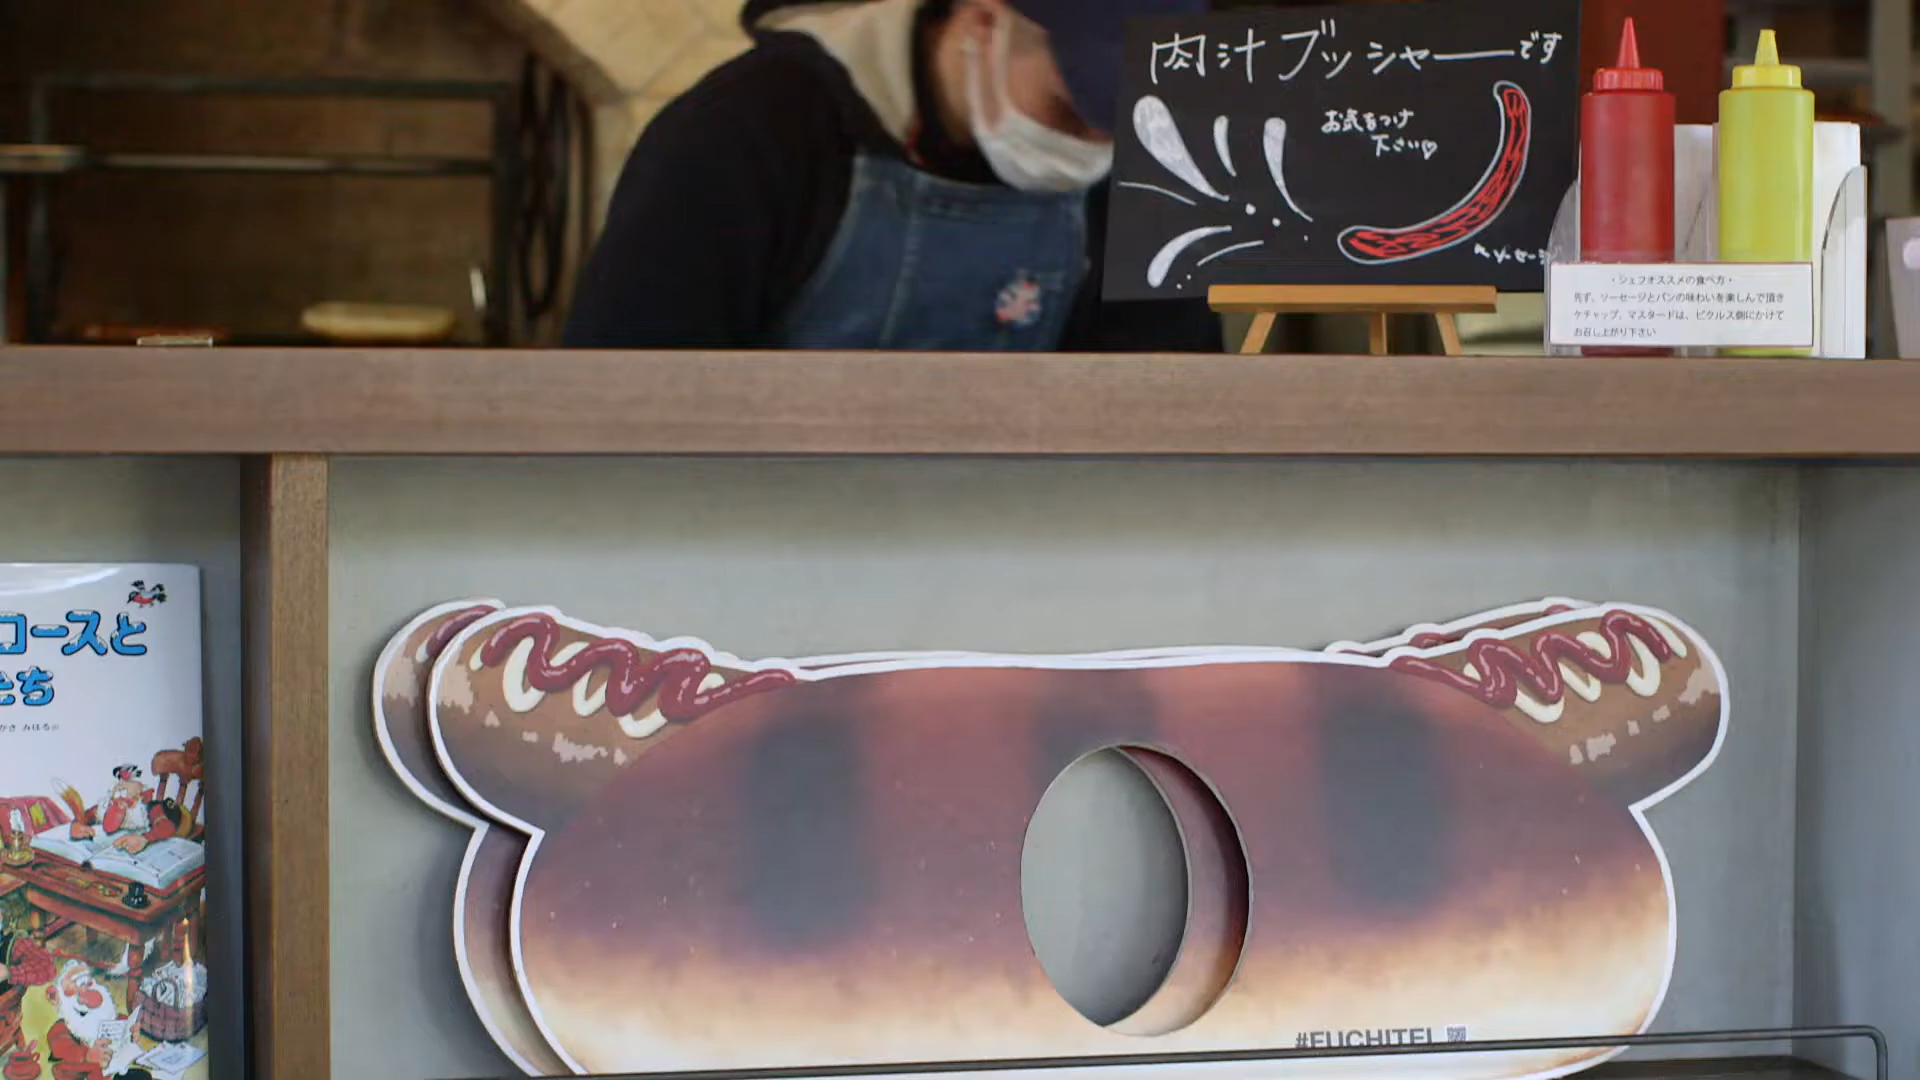 肉汁ブッシャーーです
お気をつけ
下さい♡
ソーセージ
・シェフオススメの食べ方・
先ず、ソーセージとパンの味わいを楽しんで頂き
ケチャップ、マスタードは、ピクルス側にかけて
お召し上がり下さい
ロースと
たち
#FUCHITEI